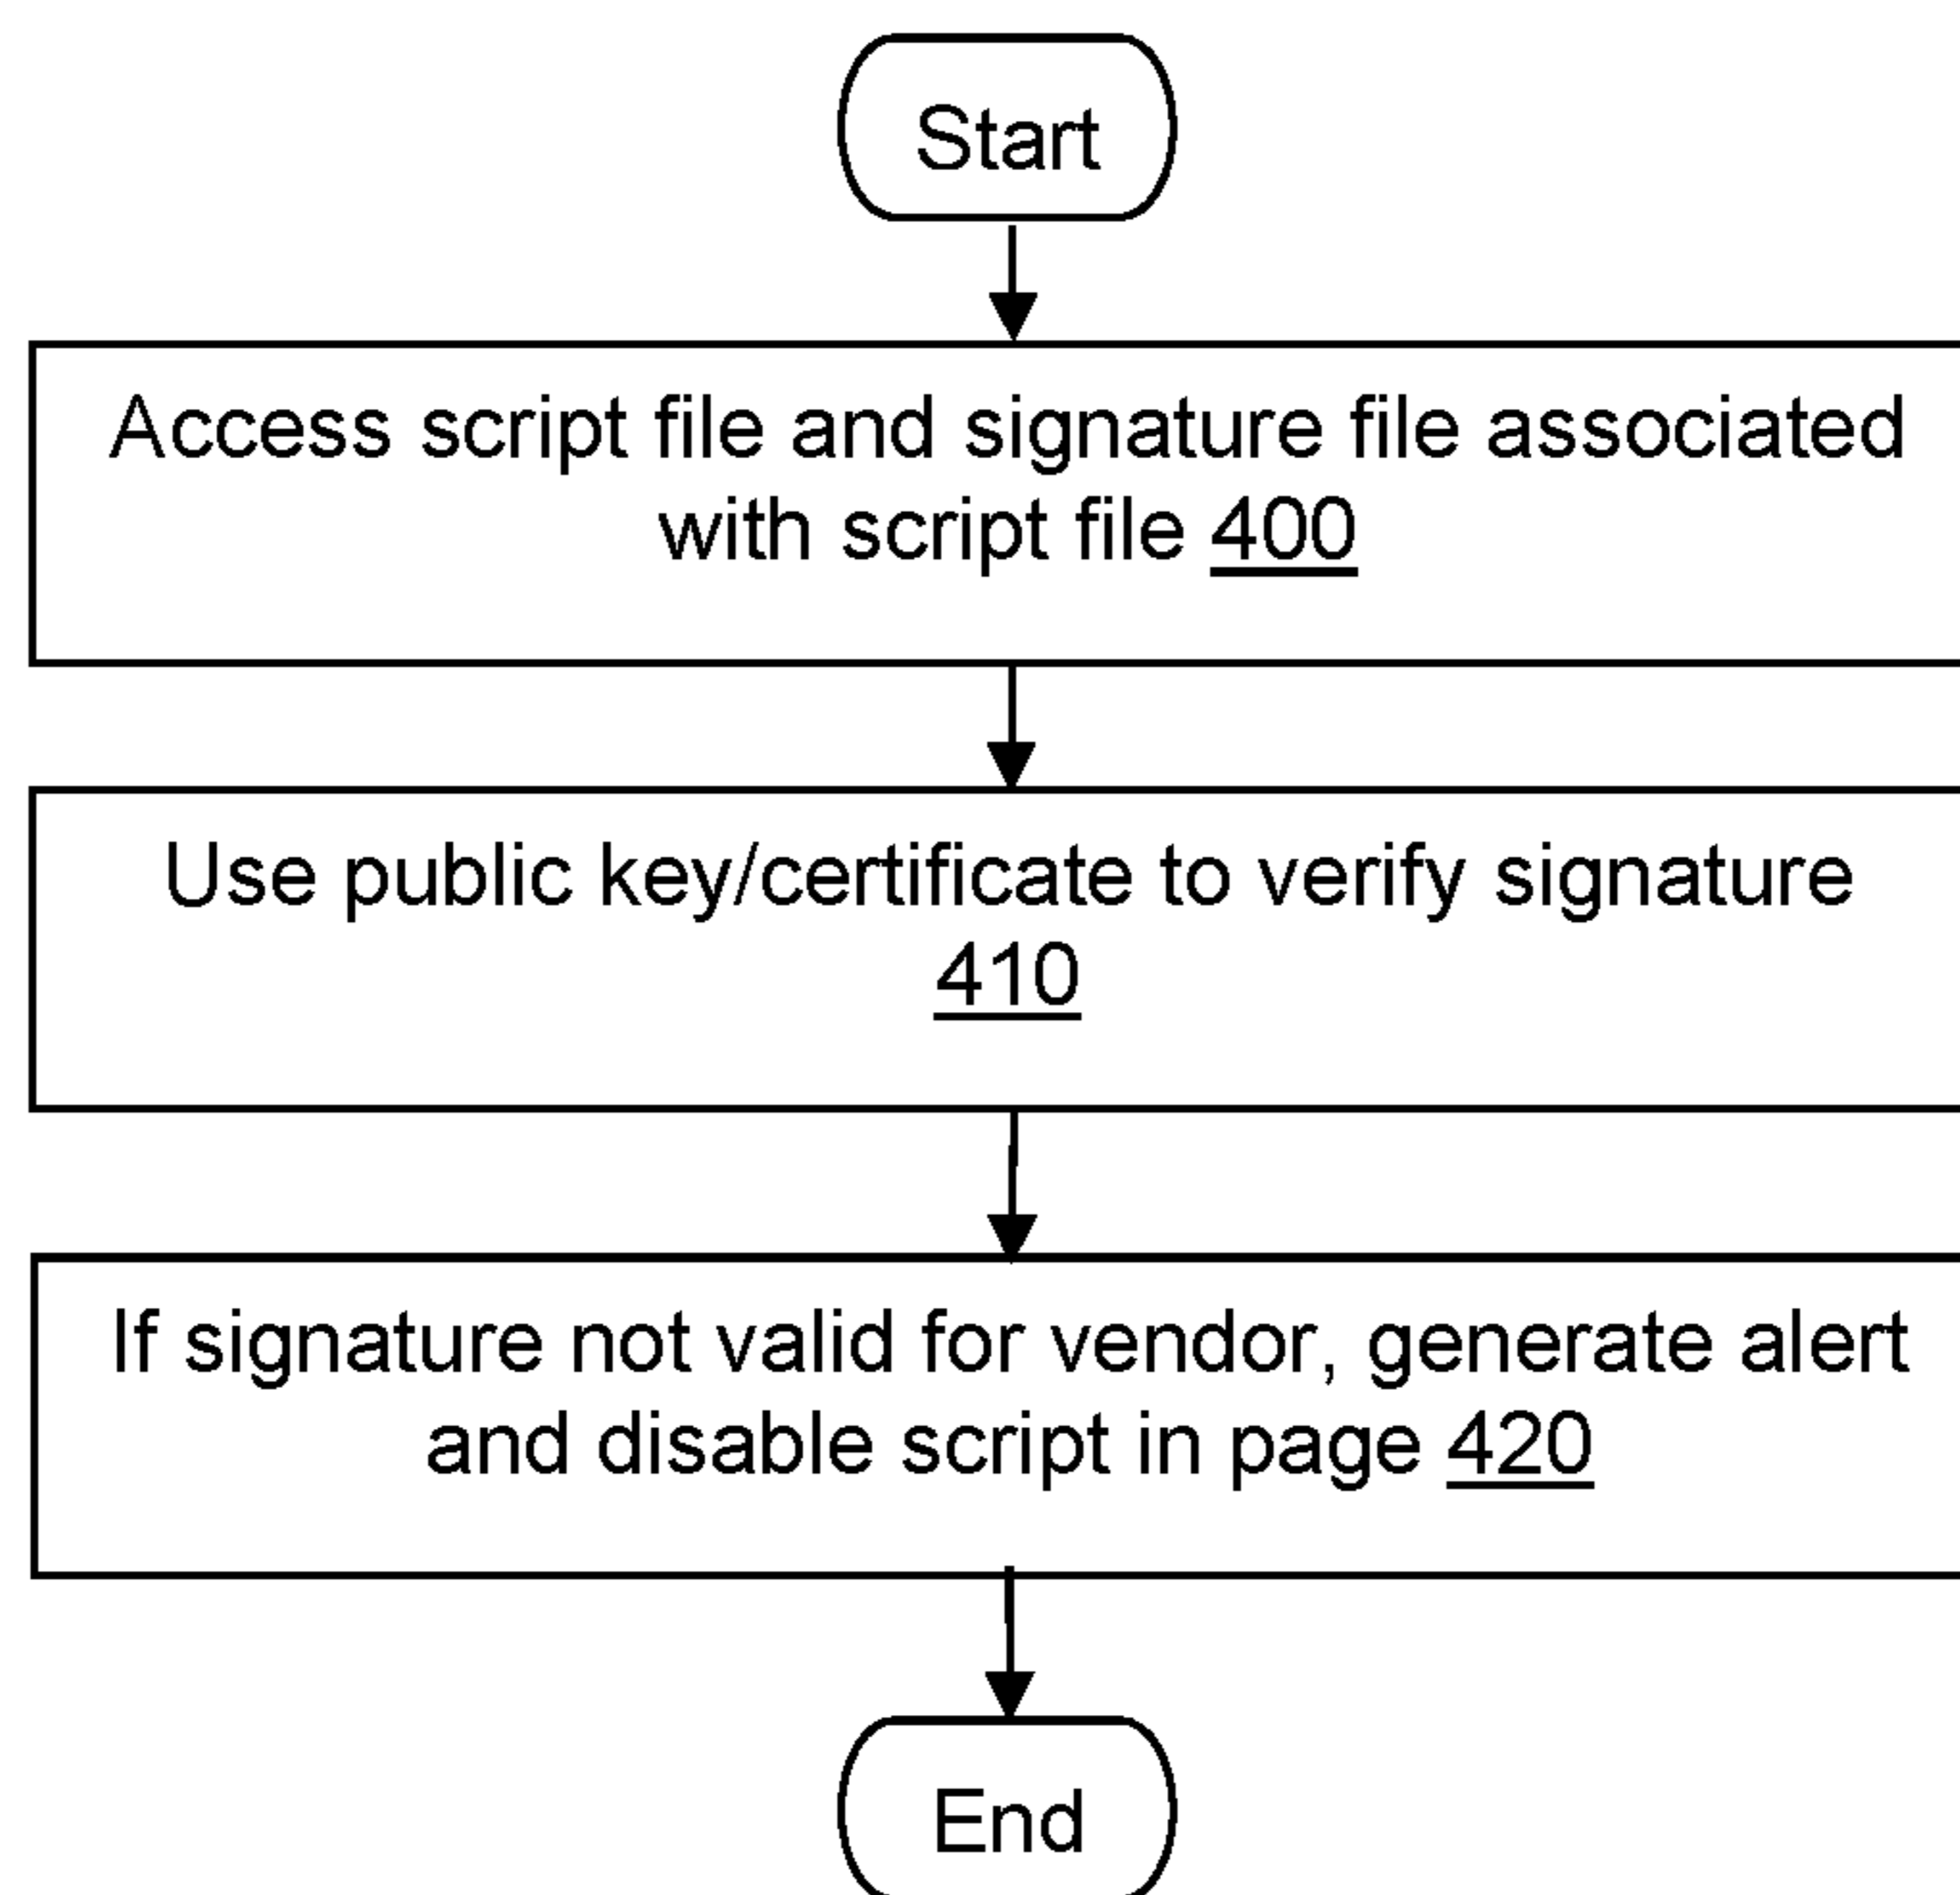 Start
Access script file and signature file associated
with script file 400
Use public key/certificate to verify signature
410
If signature not valid for vendor, generate alert
and disable script in page 420
End